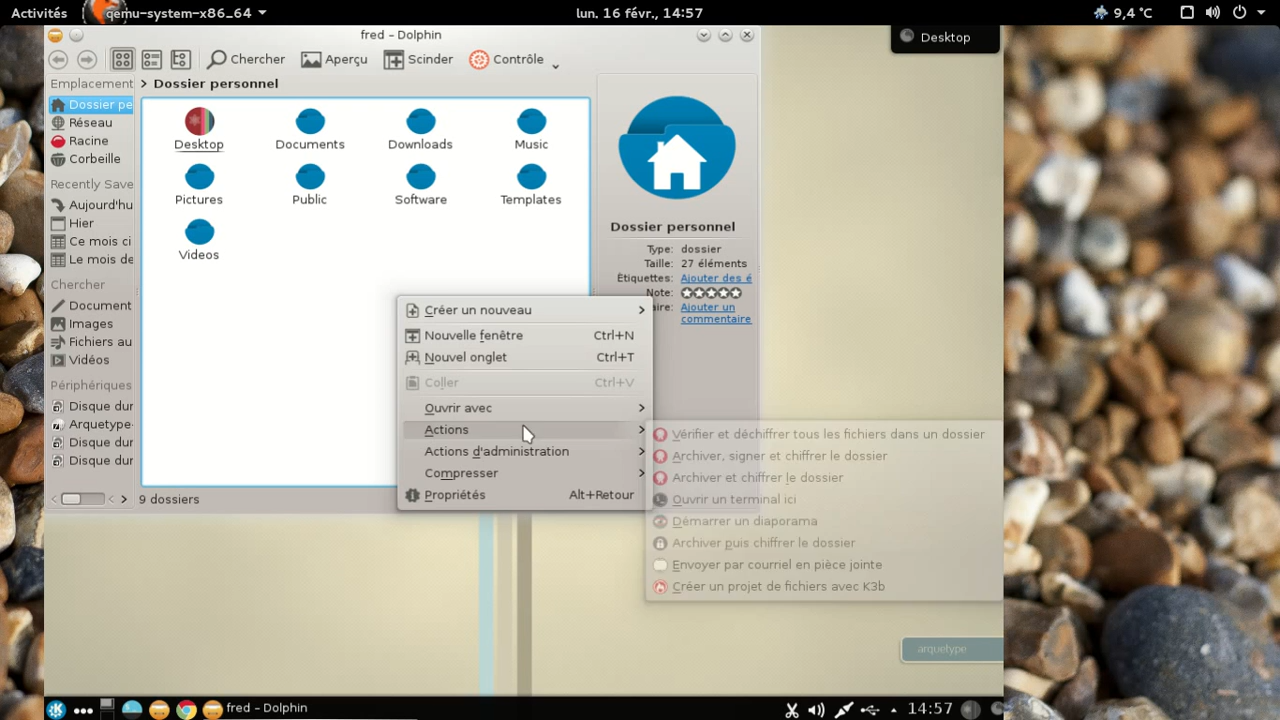 Activités
qemu-system-x86_64
lun. 16 févr., 14:57
9,4 °C
fred – Dolphin
Desktop
Chercher
Aperçu
Scinder
Contrôle
Emplacement
Dossier personnel
Dossier pe
Réseau
Racine
Corbeille
Recently Save
Aujourd'hu
Hier
Ce mois ci
Le mois de
Chercher
Document
Images
Fichiers au
Vidéos
Périphériques
Disque dur
Arquetype-
Disque dur
Disque dur
Desktop
Documents
Downloads
Music
Pictures
Public
Software
Templates
Videos
9 dossiers
Dossier personnel
Type: dossier
Taille: 27 éléments
Étiquettes: Ajouter des é
Note:
aire: Ajouter un
commentaire
Créer un nouveau
Nouvelle fenêtre Ctrl+N
Nouvel onglet Ctrl+T
Coller Ctrl+V
Ouvrir avec
Actions
Actions d'administration
Compresser
Propriétés Alt+Retour
Vérifier et déchiffrer tous les fichiers dans un dossier
Archiver, signer et chiffrer le dossier
Archiver et chiffrer le dossier
Ouvrir un terminal ici
Démarrer un diaporama
Archiver puis chiffrer le dossier
Envoyer par courriel en pièce jointe
Créer un projet de fichiers avec K3b
arquetype
fred – Dolphin
14:57